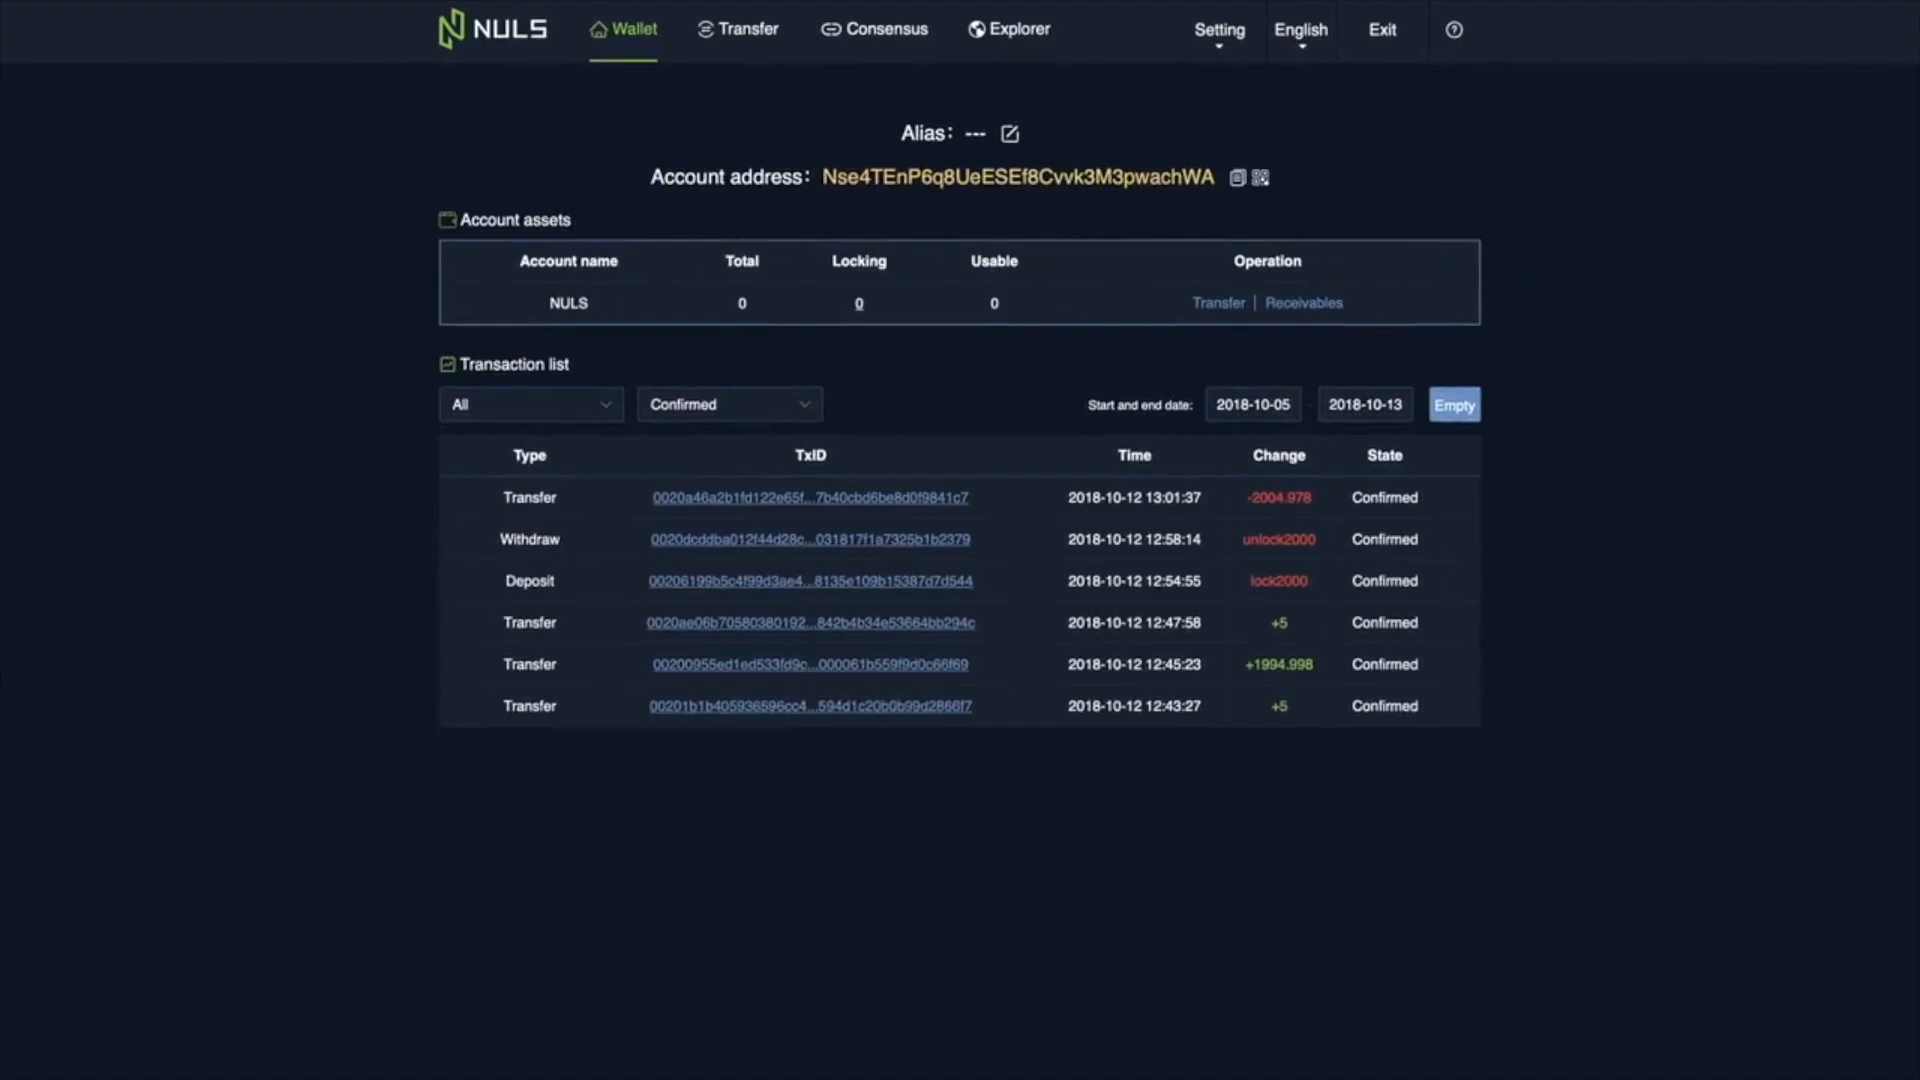 NULS Wallet Transfer Consensus Explorer Setting English Exit
Alias: ---
Account address: Nse4TEnP6q8UeESEf8Cvvk3M3pwachWA
Account assets
Account name Total Locking Usable Operation
NULS 0 0 0 Transfer | Receivables
Transaction list
All Confirmed Start and end date: 2018-10-05 2018-10-13 Empty
Type TxID Time Change State
Transfer 0020a46a2b1fd122e65f...7b40cbd6be8d0f9841c7 2018-10-12 13:01:37 -2004.978 Confirmed
Withdraw 0020dcddba012f44d28c...031817f1a7325b1b2379 2018-10-12 12:58:14 unlock2000 Confirmed
Deposit 00206199b5c4f99d3ae4...8135e109b15387d7d544 2018-10-12 12:54:55 lock2000 Confirmed
Transfer 0020ae06b70580380192...842b4b34e53664bb294c 2018-10-12 12:47:58 +5 Confirmed
Transfer 00200955ed1ed533fd9c...000061b559f9d0c66f69 2018-10-12 12:45:23 +1994.998 Confirmed
Transfer 00201b1b405936596cc4...594d1c20b0b99d2866f7 2018-10-12 12:43:27 +5 Confirmed